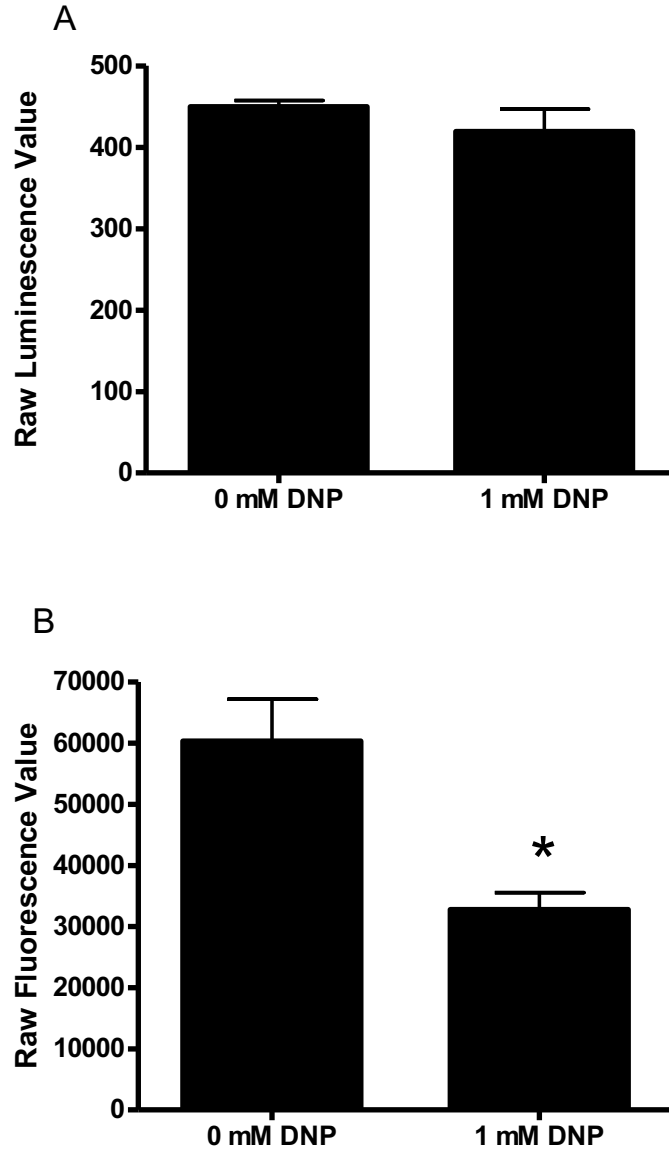 A
Raw Luminescence Value
500
400
300
200
100
0
0 mM DNP 1 mM DNP
B
Raw Fluorescence Value
70000
60000
50000
40000
30000
20000
10000
0
*
0 mM DNP 1 mM DNP